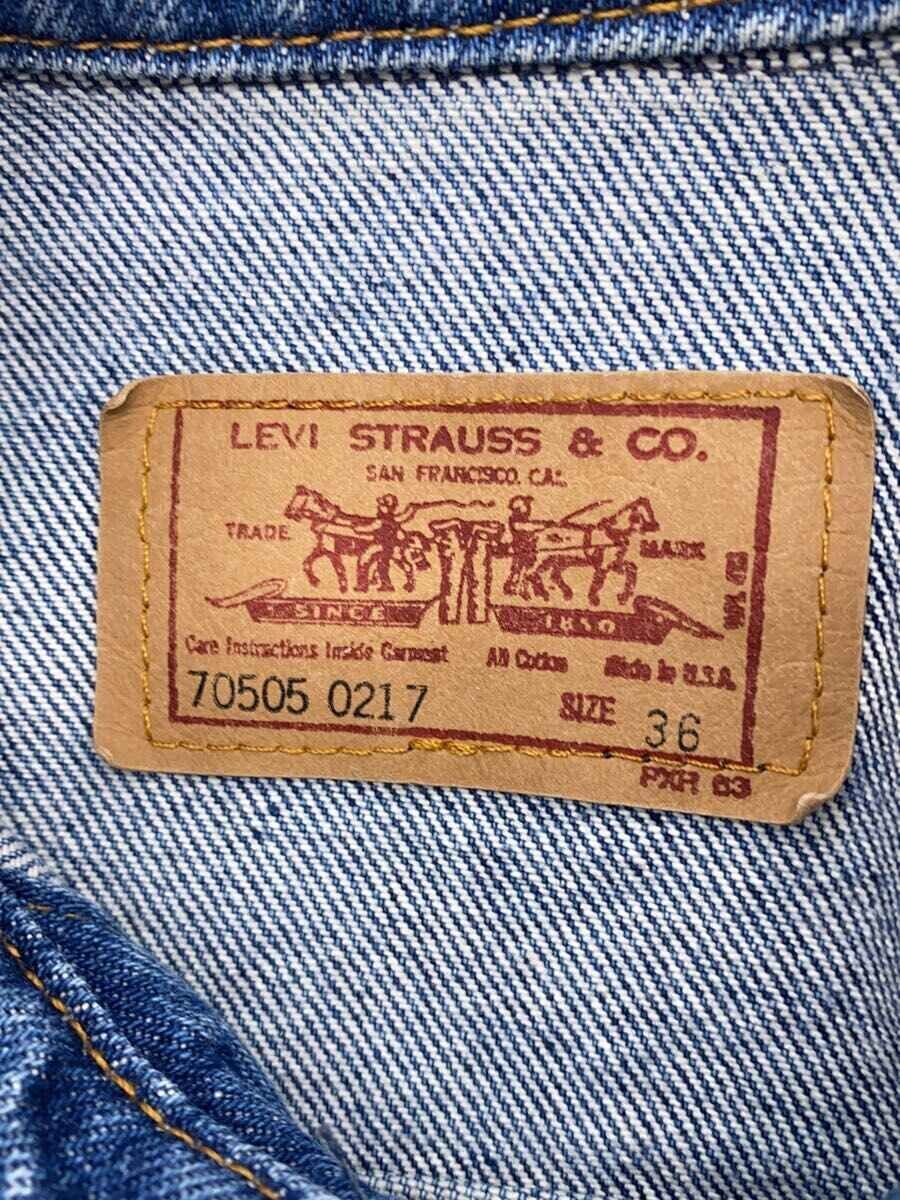 LEVI STRAUSS & CO.
SAN FRANCISCO, CAL.
TRADE MARK
SINCE 1850
Care Instructions Inside Garment All Cotton Made in U.S.A.
70505 0217 SIZE 36
PXR 63